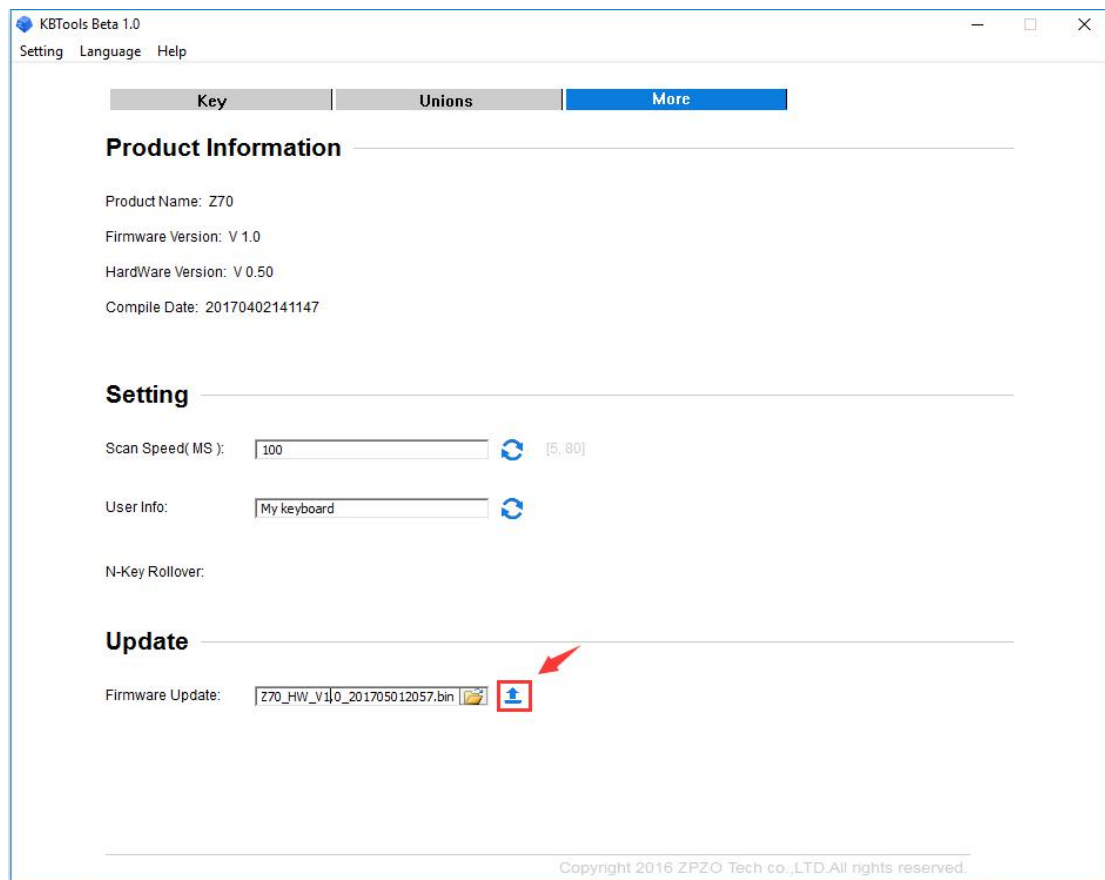 KBTools Beta 1.0
Setting Language Help
Key Unions More
Product Information
Product Name: Z70
Firmware Version: V 1.0
HardWare Version: V 0.50
Compile Date: 20170402141147
Setting
Scan Speed( MS ): 100 [5, 80]
User Info: My keyboard
N-Key Rollover:
Update
Firmware Update: Z70_HW_V1.0_201705012057.bin
Copyright 2016 ZPZO Tech co.,LTD.All rights reserved.